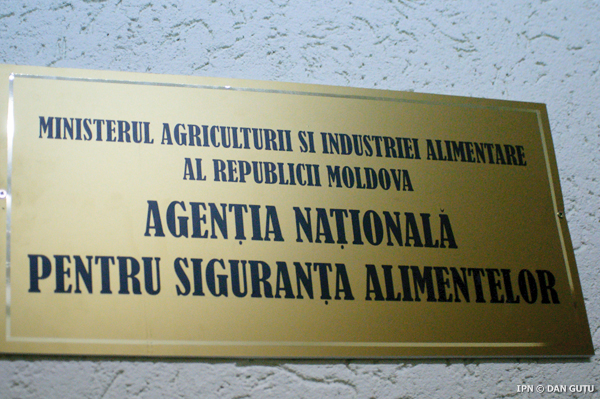 MINISTERUL AGRICULTURII SI INDUSTRIEI ALIMENTARE
AL REPUBLICII MOLDOVA
AGENȚIA NAȚIONALĂ
PENTRU SIGURANȚA ALIMENTELOR
IPN © DAN GUTU